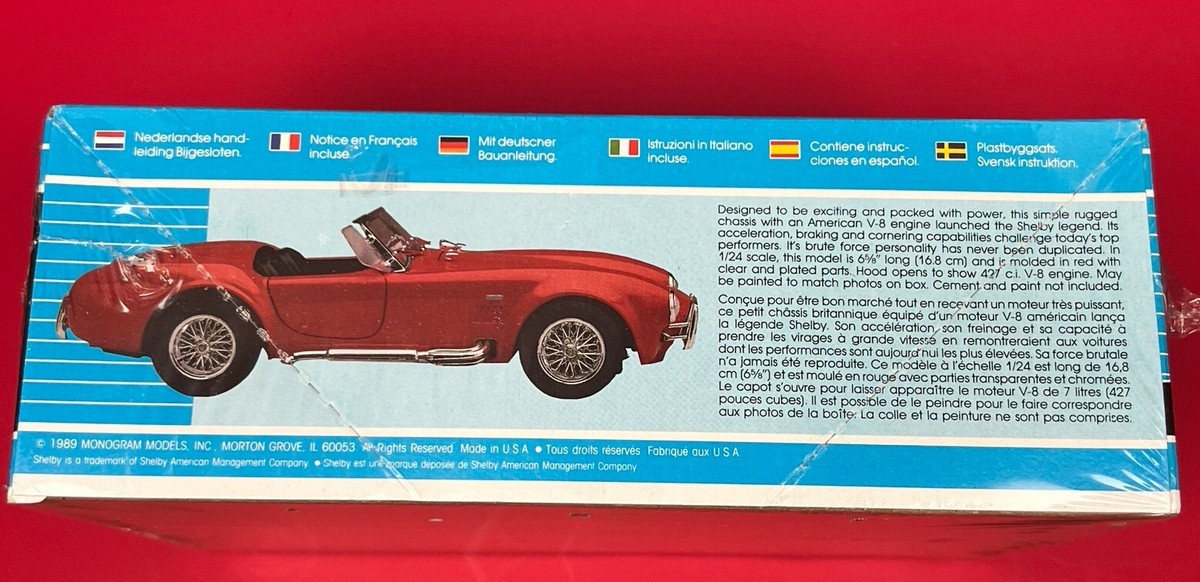 Nederlandse hand-
leiding Bijgesloten.
Notice en Français
incluse.
Mit deutscher
Bauanleitung.
Istruzioni in Italiano
incluse.
Contiene instruc-
ciones en español.
Plastbyggsats.
Svensk instruktion.
Designed to be exciting and packed with power, this simple rugged
chassis with an American V-8 engine launched the Shelby legend. Its
acceleration, braking and cornering capabilities challenge today's top
performers. It's brute force personality has never been duplicated. In
1/24 scale, this model is 6⅝" long (16.8 cm) and is molded in red with
clear and plated parts. Hood opens to show 427 c.i. V-8 engine. May
be painted to match photos on box. Cement and paint not included.
Conçue pour être bon marché tout en recevant un moteur très puissant,
ce petit châssis britannique équipé d'un moteur V-8 américain lança
la légende Shelby. Son accélération, son freinage et sa capacité à
prendre les virages à grande vitesse en remontreraient aux voitures
dont les performances sont aujourd'nui les plus élevées. Sa force brutale
n'a jamais été reproduite. Ce modèle à l'échelle 1/24 est long de 16,8
cm (6⅝") et est moulé en rouge avec parties transparentes et chromées.
Le capot s'ouvre pour laisser apparaître le moteur V-8 de 7 litres (427
pouces cubes). Il est possible de le peindre pour le faire correspondre
aux photos de la boîte. La colle et la peinture ne sont pas comprises.
© 1989 MONOGRAM MODELS, INC., MORTON GROVE, IL 60053 All Rights Reserved Made in U.S.A ● Tous droits réservés Fabriqué aux U S A
Shelby is a trademark of Shelby American Management Company ● Shelby est une marque déposée de Shelby American Management Company